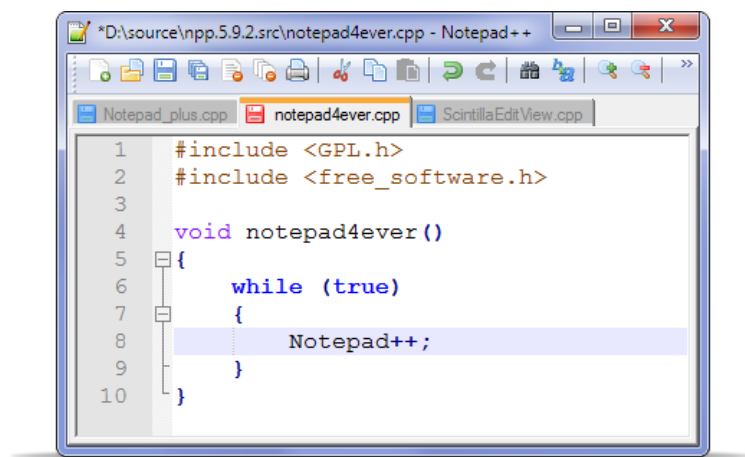 *D:\source\npp.5.9.2.src\notepad4ever.cpp - Notepad++
Notepad_plus.cpp notepad4ever.cpp ScintillaEditView.cpp
1 #include <GPL.h>
2 #include <free_software.h>
3
4 void notepad4ever()
5 {
6 while (true)
7 {
8 Notepad++;
9 }
10 }